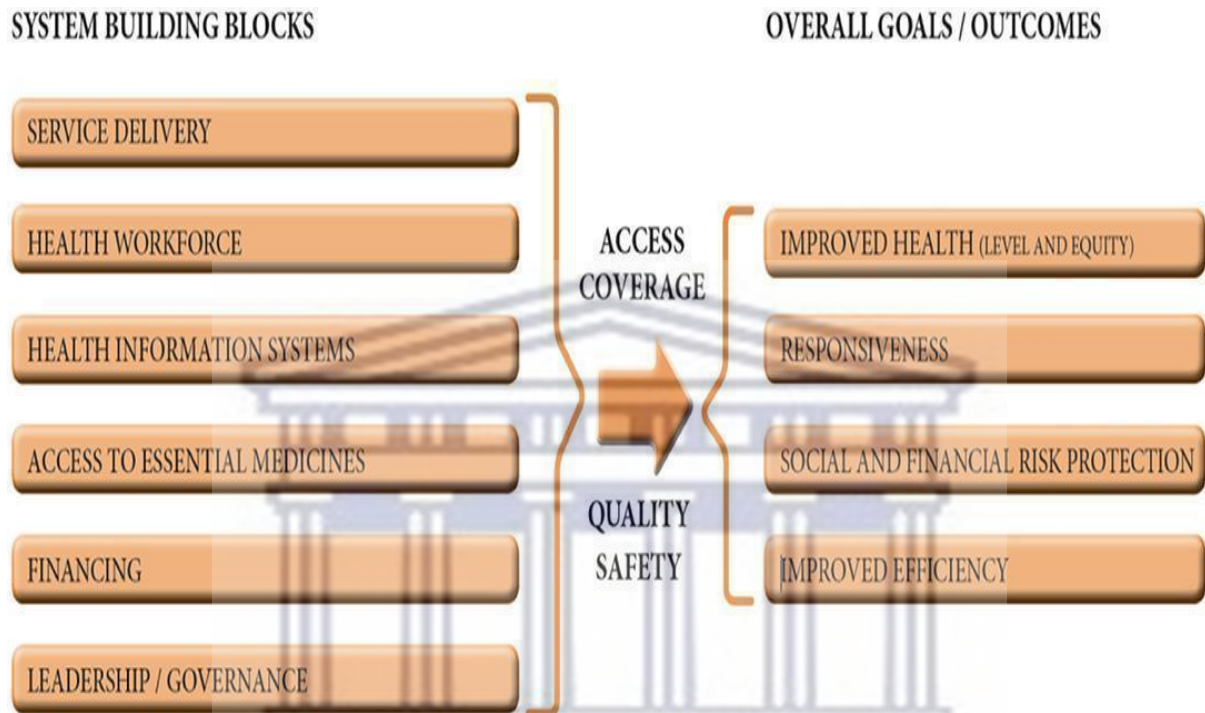 SYSTEM BUILDING BLOCKS
SERVICE DELIVERY
HEALTH WORKFORCE
HEALTH INFORMATION SYSTEMS
ACCESS TO ESSENTIAL MEDICINES
FINANCING
LEADERSHIP / GOVERNANCE
ACCESS
COVERAGE
QUALITY
SAFETY
OVERALL GOALS / OUTCOMES
IMPROVED HEALTH (LEVEL AND EQUITY)
RESPONSIVENESS
SOCIAL AND FINANCIAL RISK PROTECTION
IMPROVED EFFICIENCY